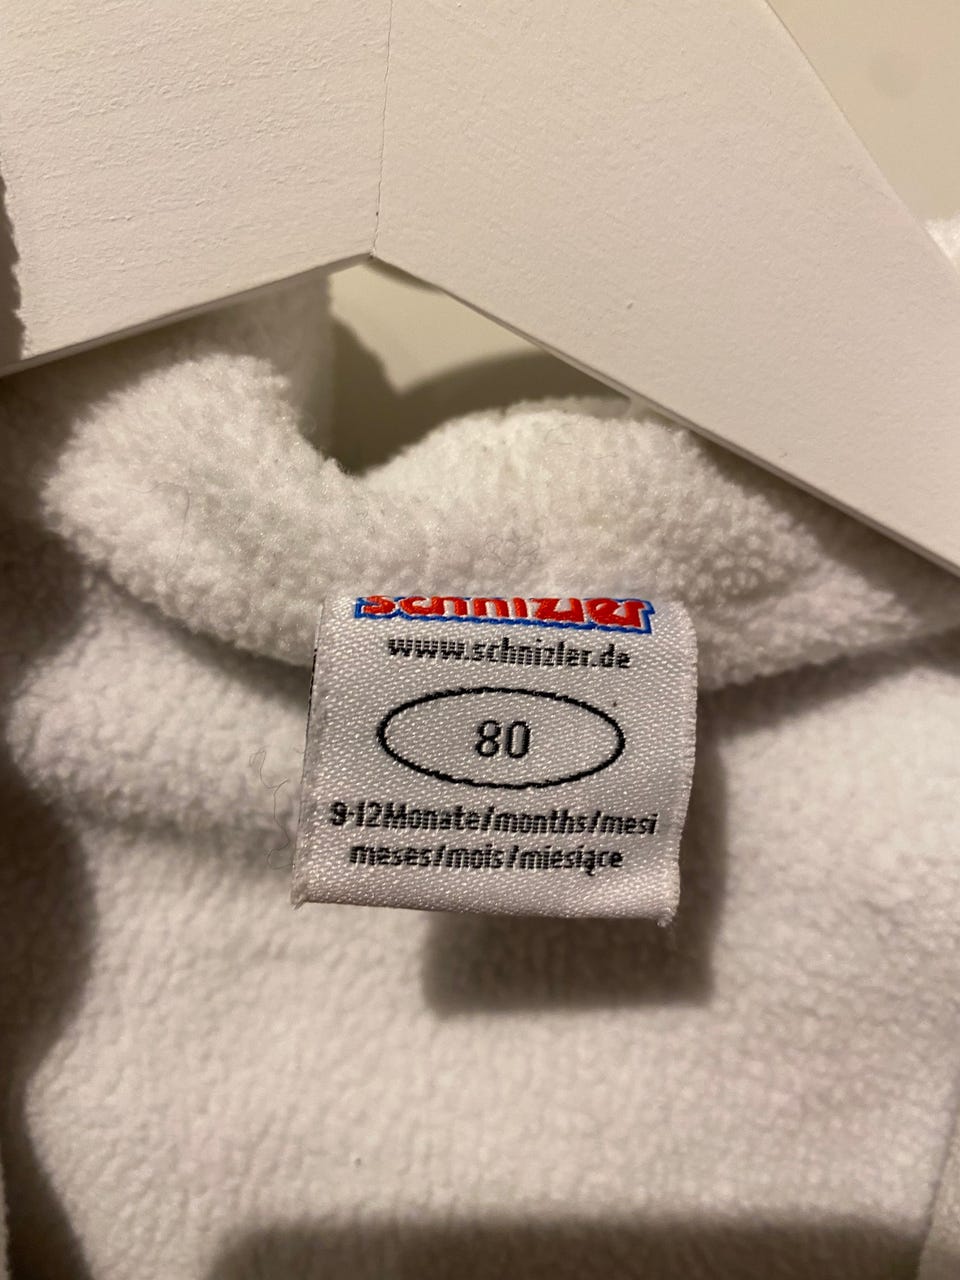 schnizler
www.schnizler.de
80
9-12Monate/months/mesi
meses/mois/miesiące